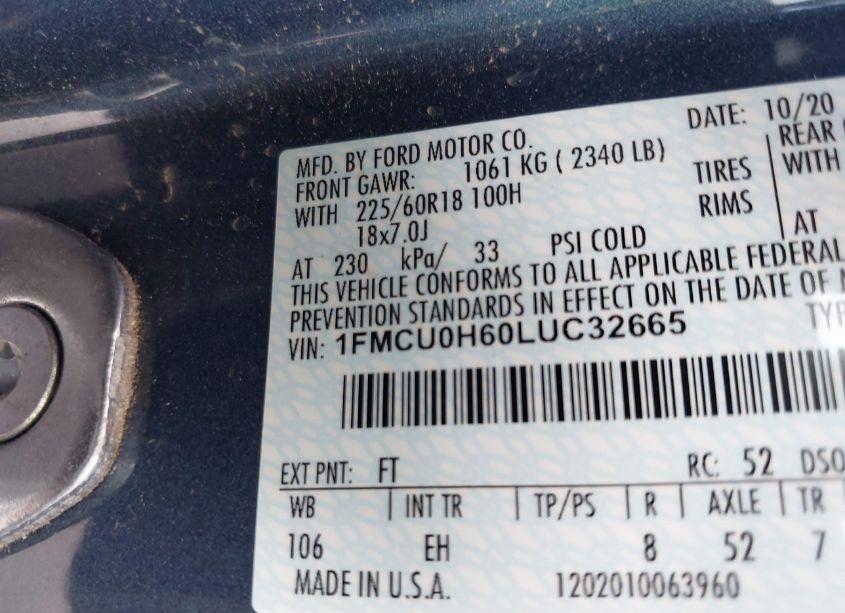 DATE: 10/20
MFD. BY FORD MOTOR CO.
FRONT GAWR: 1061 KG ( 2340 LB)
REAR
WITH 225/60R18 100H TIRES
WITH
18x7.0J RIMS
AT 230 kPa/ 33 PSI COLD
AT
THIS VEHICLE CONFORMS TO ALL APPLICABLE FEDERAL
PREVENTION STANDARDS IN EFFECT ON THE DATE OF
VIN: 1FMCU0H60LUC32665
EXT PNT: FT RC: 52 DSO
WB INT TR TP/PS R AXLE TR
106 EH 8 52 7
MADE IN U.S.A. 1202010063960